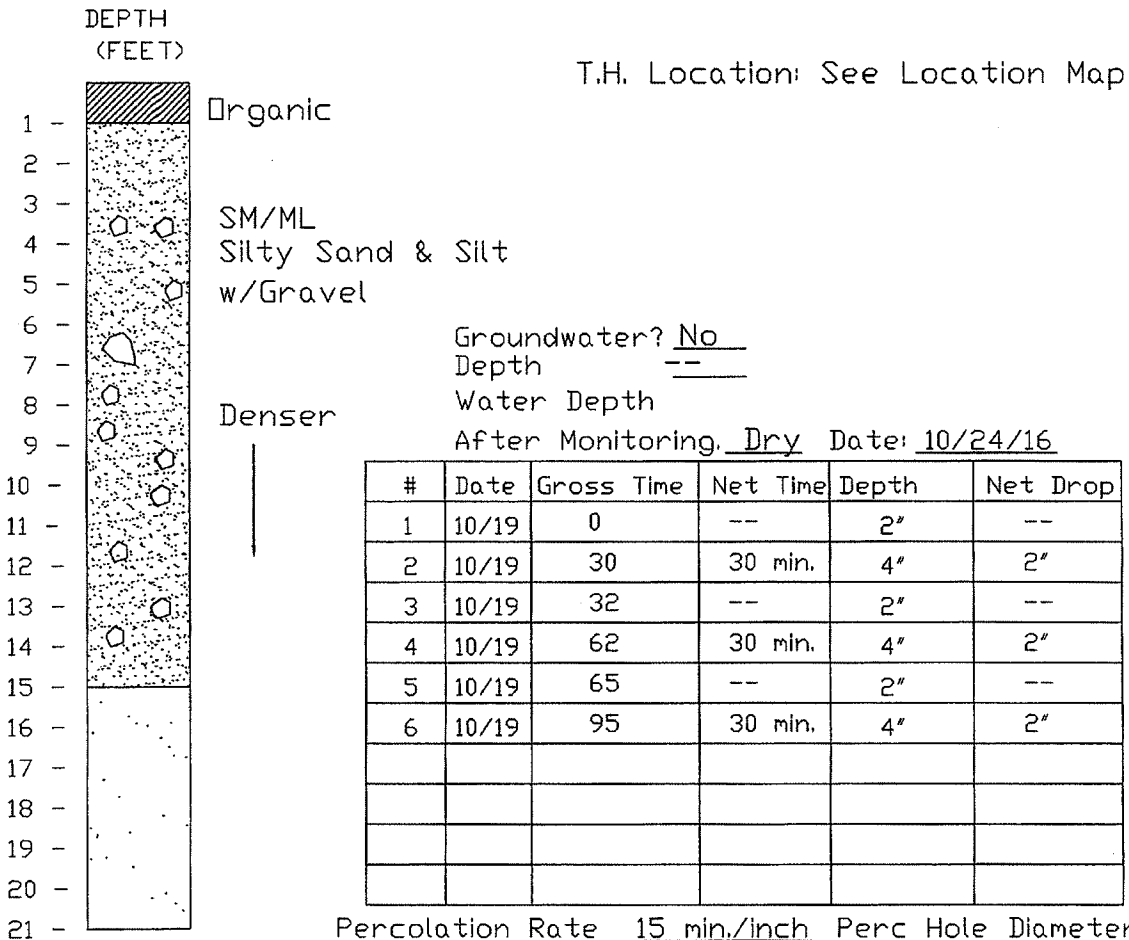 DEPTH
(FEET)
T.H. Location: See Location Map
Organic
1 -
2 -
3 -
SM/ML
4 -
Silty Sand & Silt
5 -
w/Gravel
6 -
Groundwater? No
7 -
Depth --
8 -
Water Depth
Denser
9 -
After Monitoring. Dry Date: 10/24/16
10 -
11 -
12 -
13 -
14 -
15 -
16 -
17 -
18 -
19 -
20 -
21 -
# Date Gross Time Net Time Depth Net Drop
1 10/19 0 -- 2" --
2 10/19 30 30 min. 4" 2"
3 10/19 32 -- 2" --
4 10/19 62 30 min. 4" 2"
5 10/19 65 -- 2" --
6 10/19 95 30 min. 4" 2"
Percolation Rate 15 min./inch Perc Hole Diameter